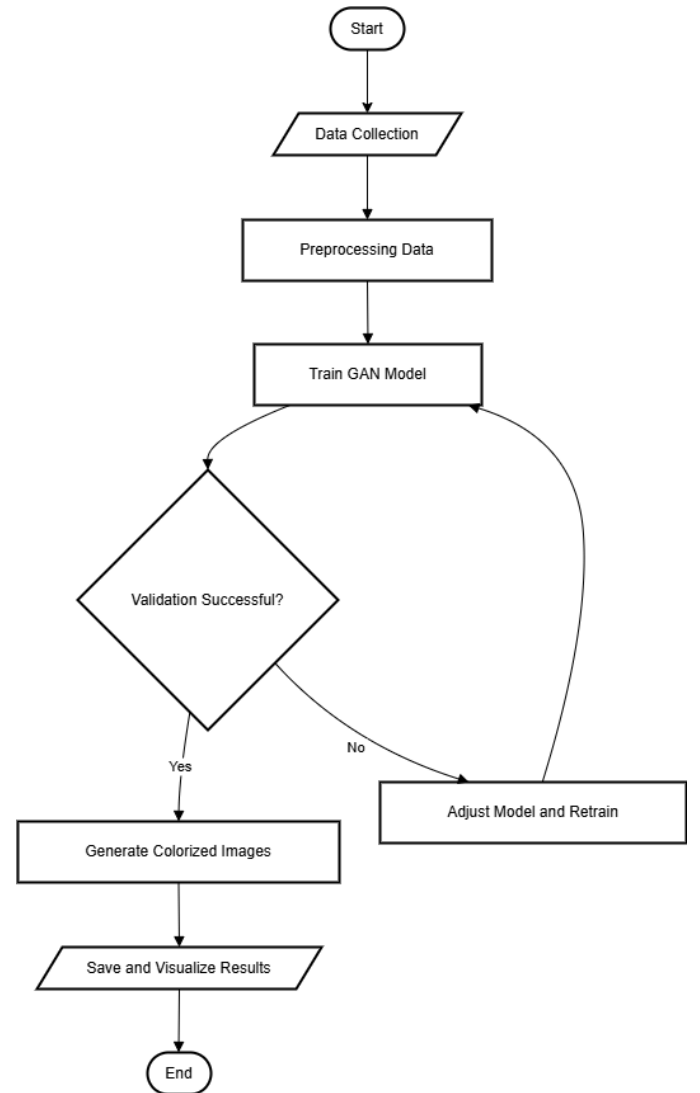 Start
Data Collection
Preprocessing Data
Train GAN Model
Validation Successful?
No
Yes
Adjust Model and Retrain
Generate Colorized Images
Save and Visualize Results
End